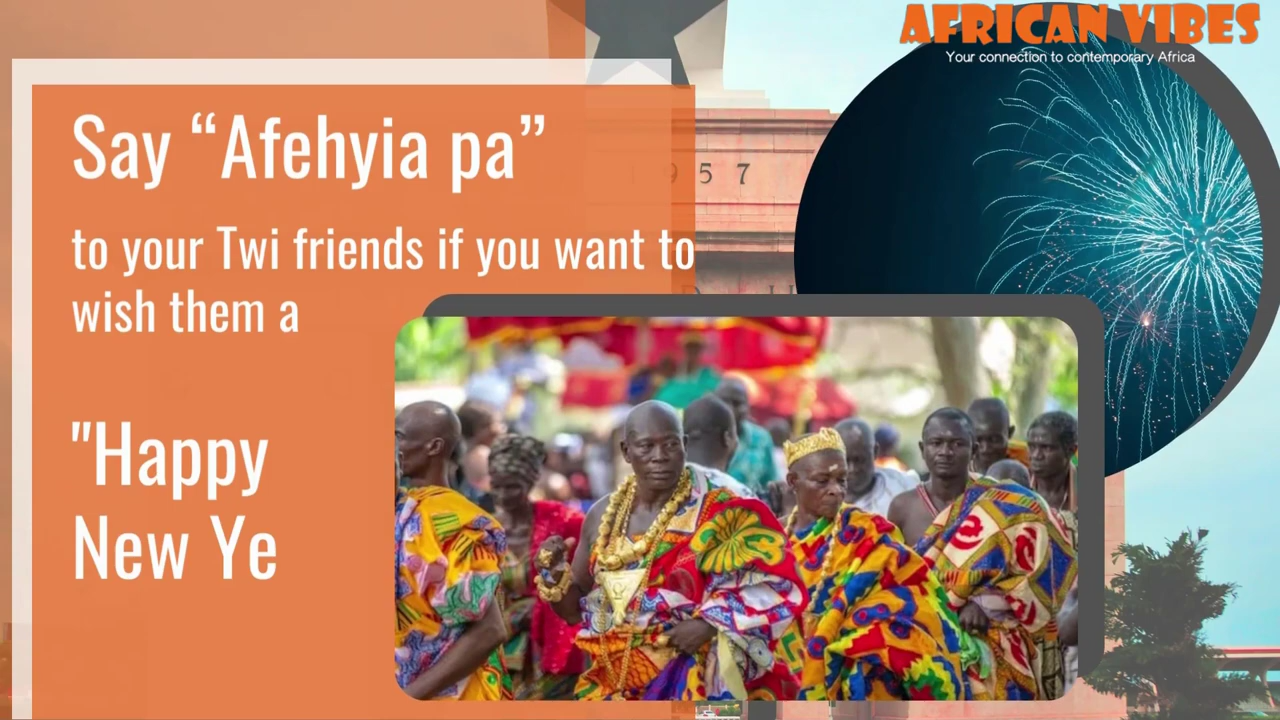 AFRICAN VIBES
Your connection to contemporary Africa
Say “Afehyia pa”
to your Twi friends if you want to
wish them a
"Happy
New Ye
957